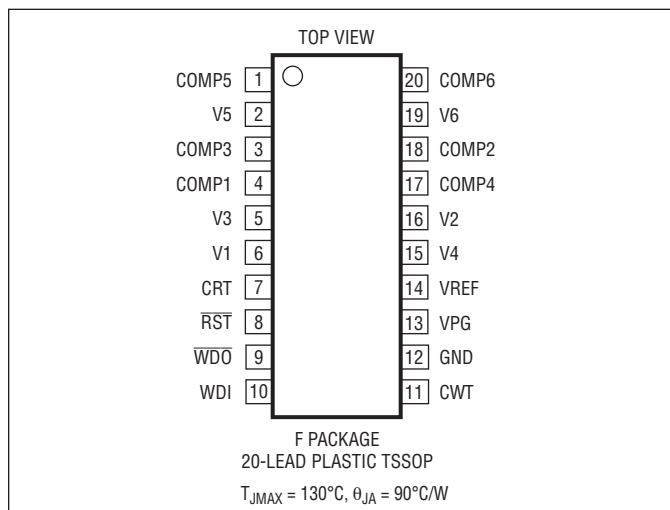 TOP VIEW
COMP5 1 20 COMP6
V5 2 19 V6
COMP3 3 18 COMP2
COMP1 4 17 COMP4
V3 5 16 V2
V1 6 15 V4
CRT 7 14 VREF
R̅S̅T̅ 8 13 VPG
W̅D̅O̅ 9 12 GND
WDI 10 11 CWT
F PACKAGE
20-LEAD PLASTIC TSSOP
TJMAX = 130°C, θJA = 90°C/W